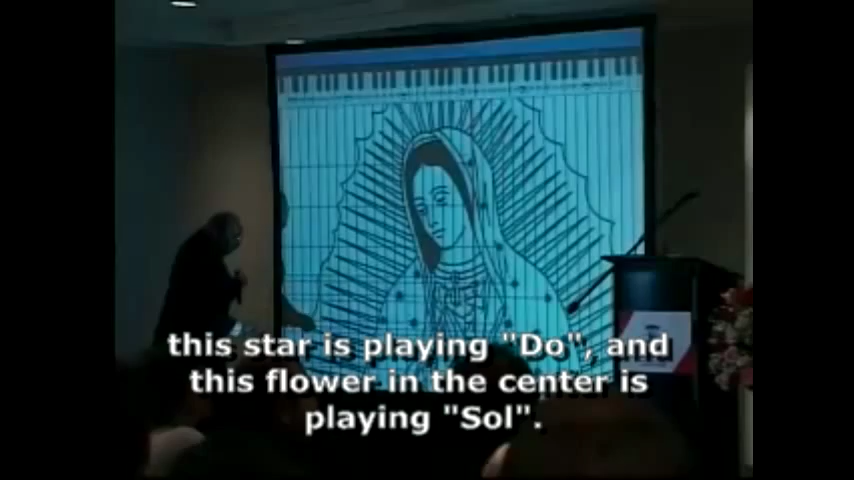 this star is playing "Do", and
this flower in the center is
playing "Sol".